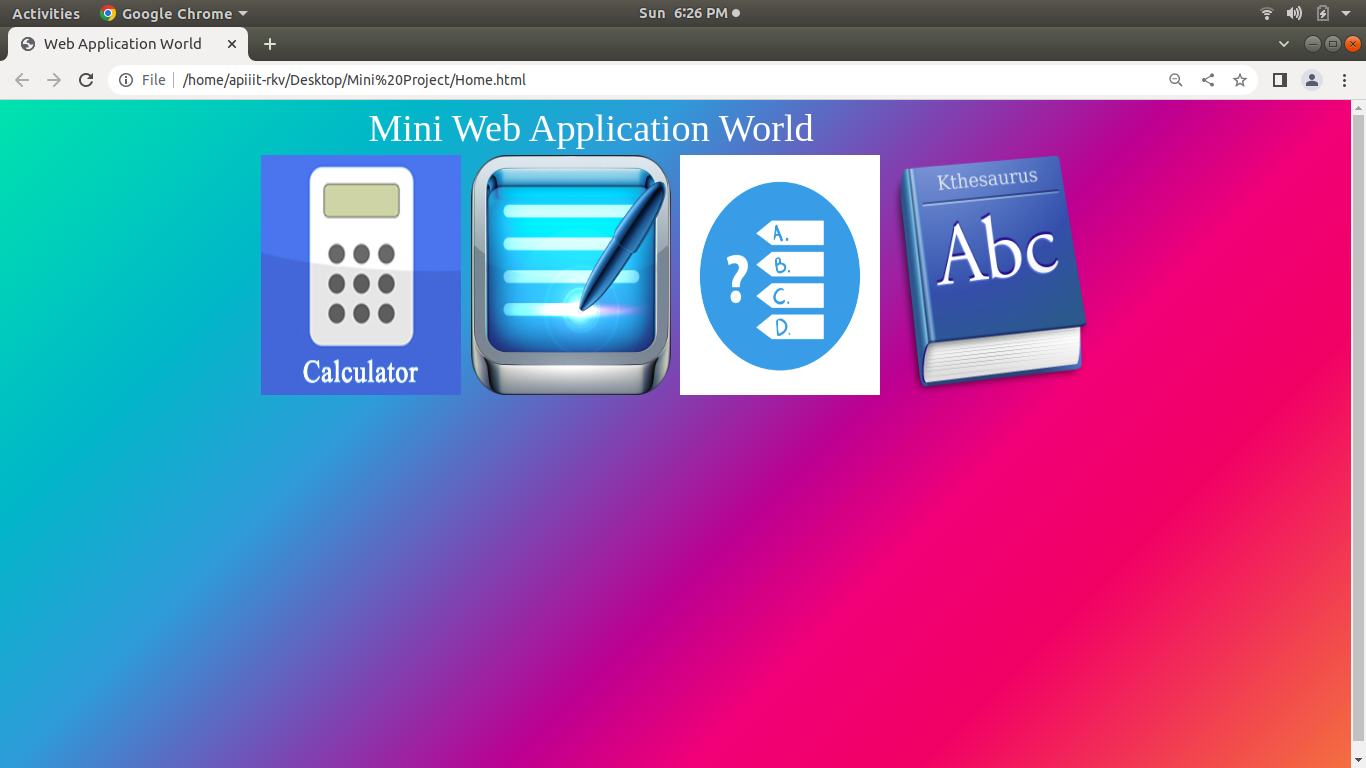 Activities Google Chrome Sun 6:26 PM
Web Application World
File /home/apiiit-rkv/Desktop/Mini%20Project/Home.html
Mini Web Application World
Kthesaurus
Abc
A.
B.
?
C.
D.
Calculator